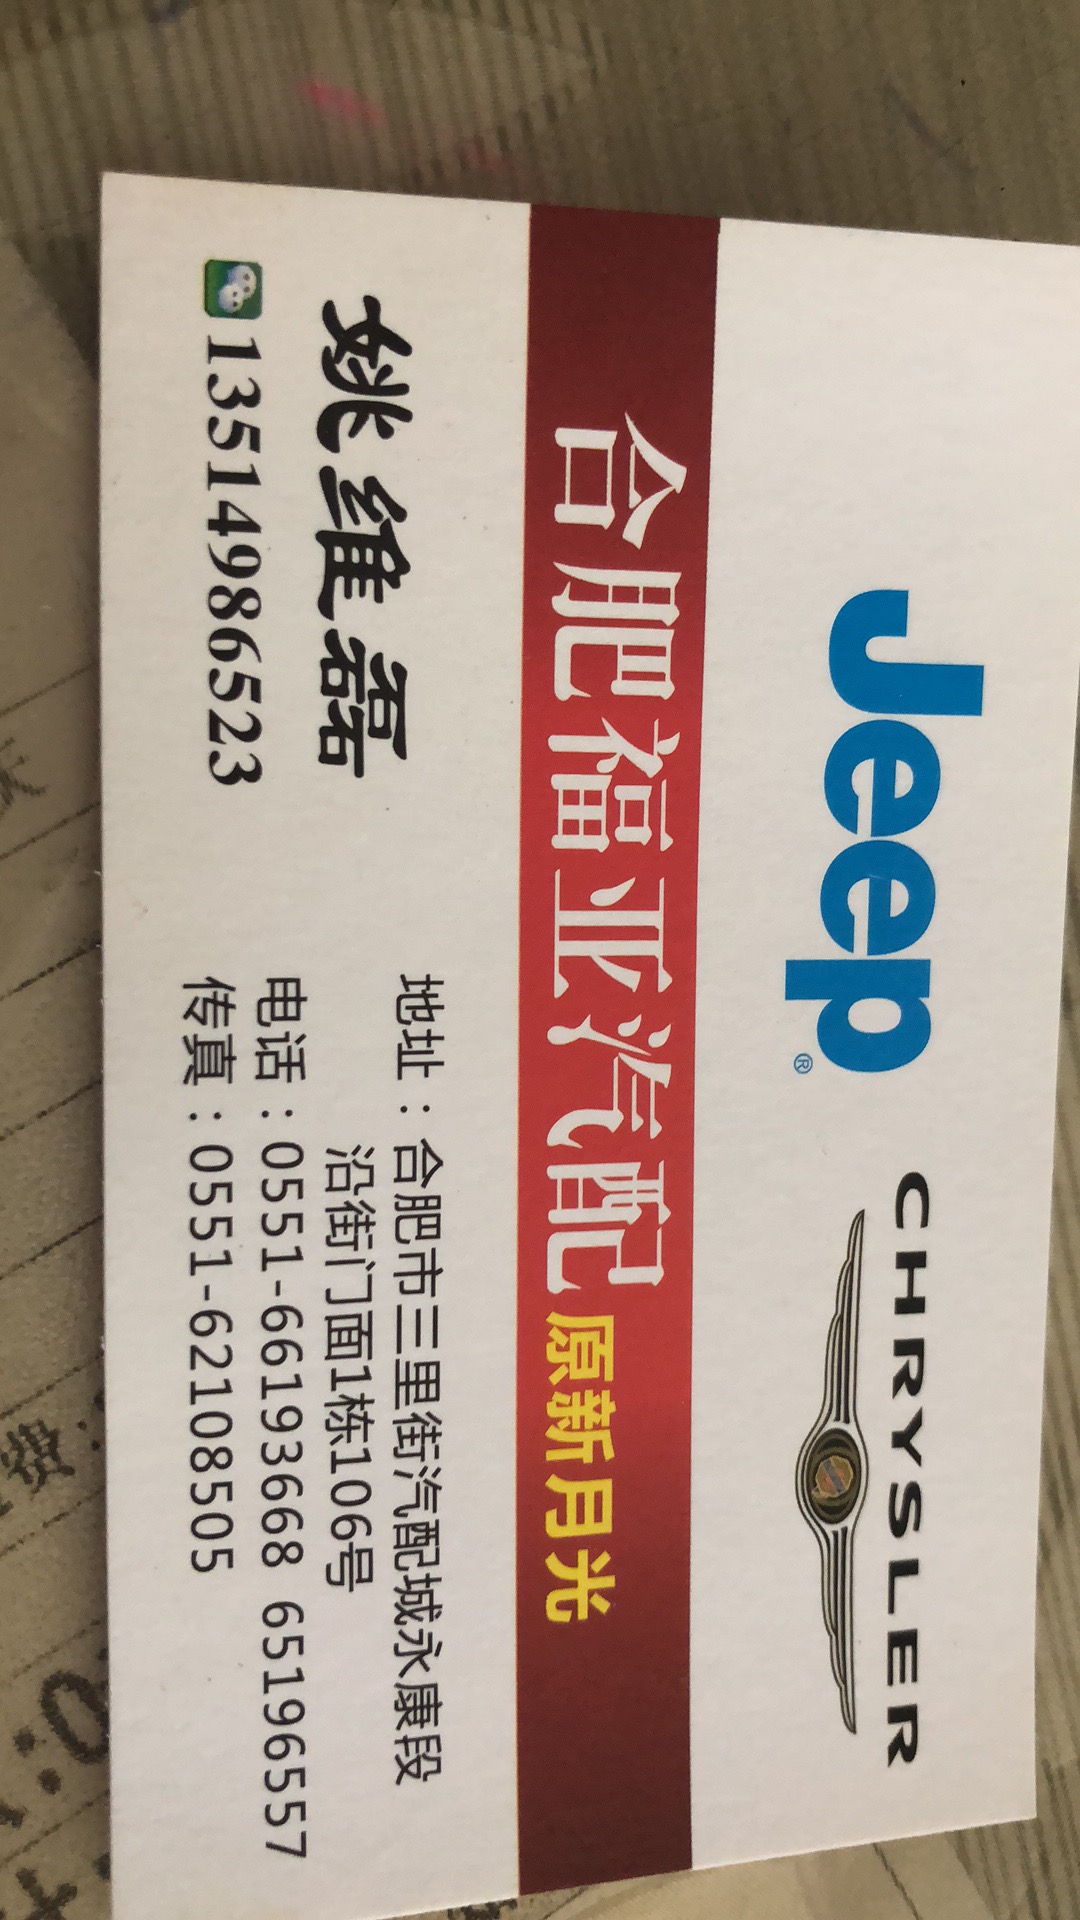 Jeep®
CHRYSLER
合肥福亚汽配 原新月光
姚维磊
13514986523
地址：合肥市三里街汽配城永康段
沿街门面1栋106号
电话：0551-66193668 65196557
传真：0551-62108505
费: